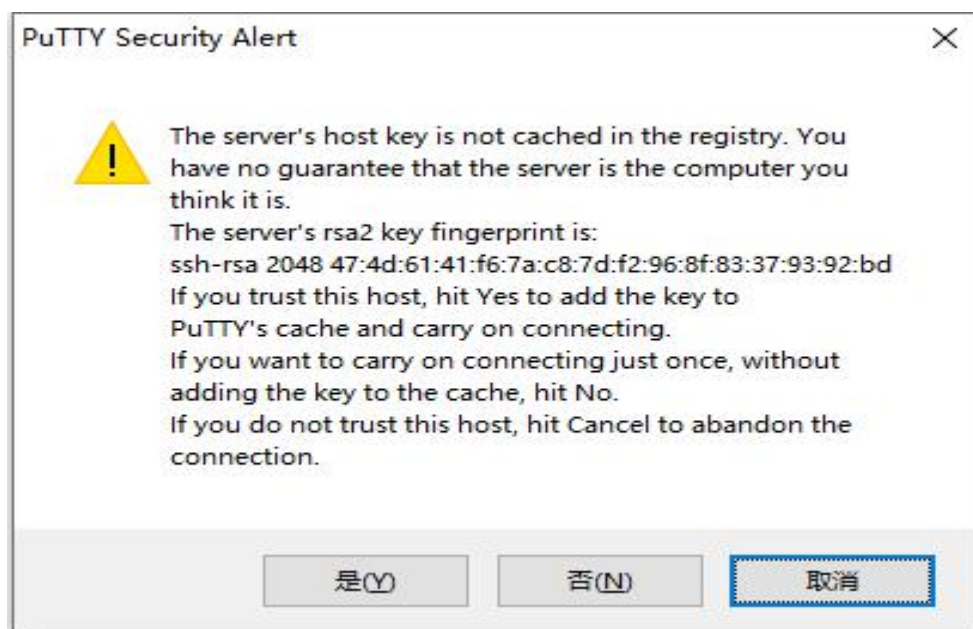 PuTTY Security Alert
The server's host key is not cached in the registry. You
have no guarantee that the server is the computer you
think it is.
The server's rsa2 key fingerprint is:
ssh-rsa 2048 47:4d:61:41:f6:7a:c8:7d:f2:96:8f:83:37:93:92:bd
If you trust this host, hit Yes to add the key to
PuTTY's cache and carry on connecting.
If you want to carry on connecting just once, without
adding the key to the cache, hit No.
If you do not trust this host, hit Cancel to abandon the
connection.
是(Y) 否(N) 取消